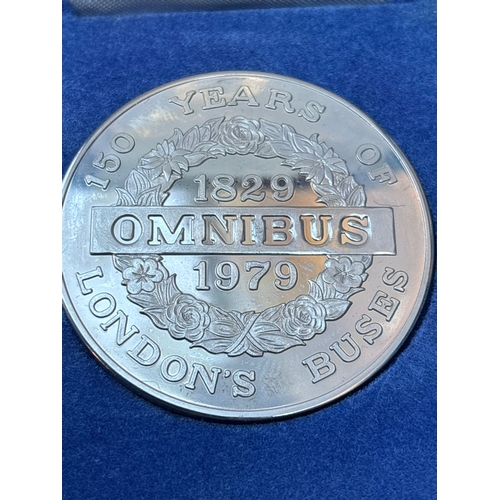 150 YEARS OF
1829
OMNIBUS
1979
LONDON'S BUSES